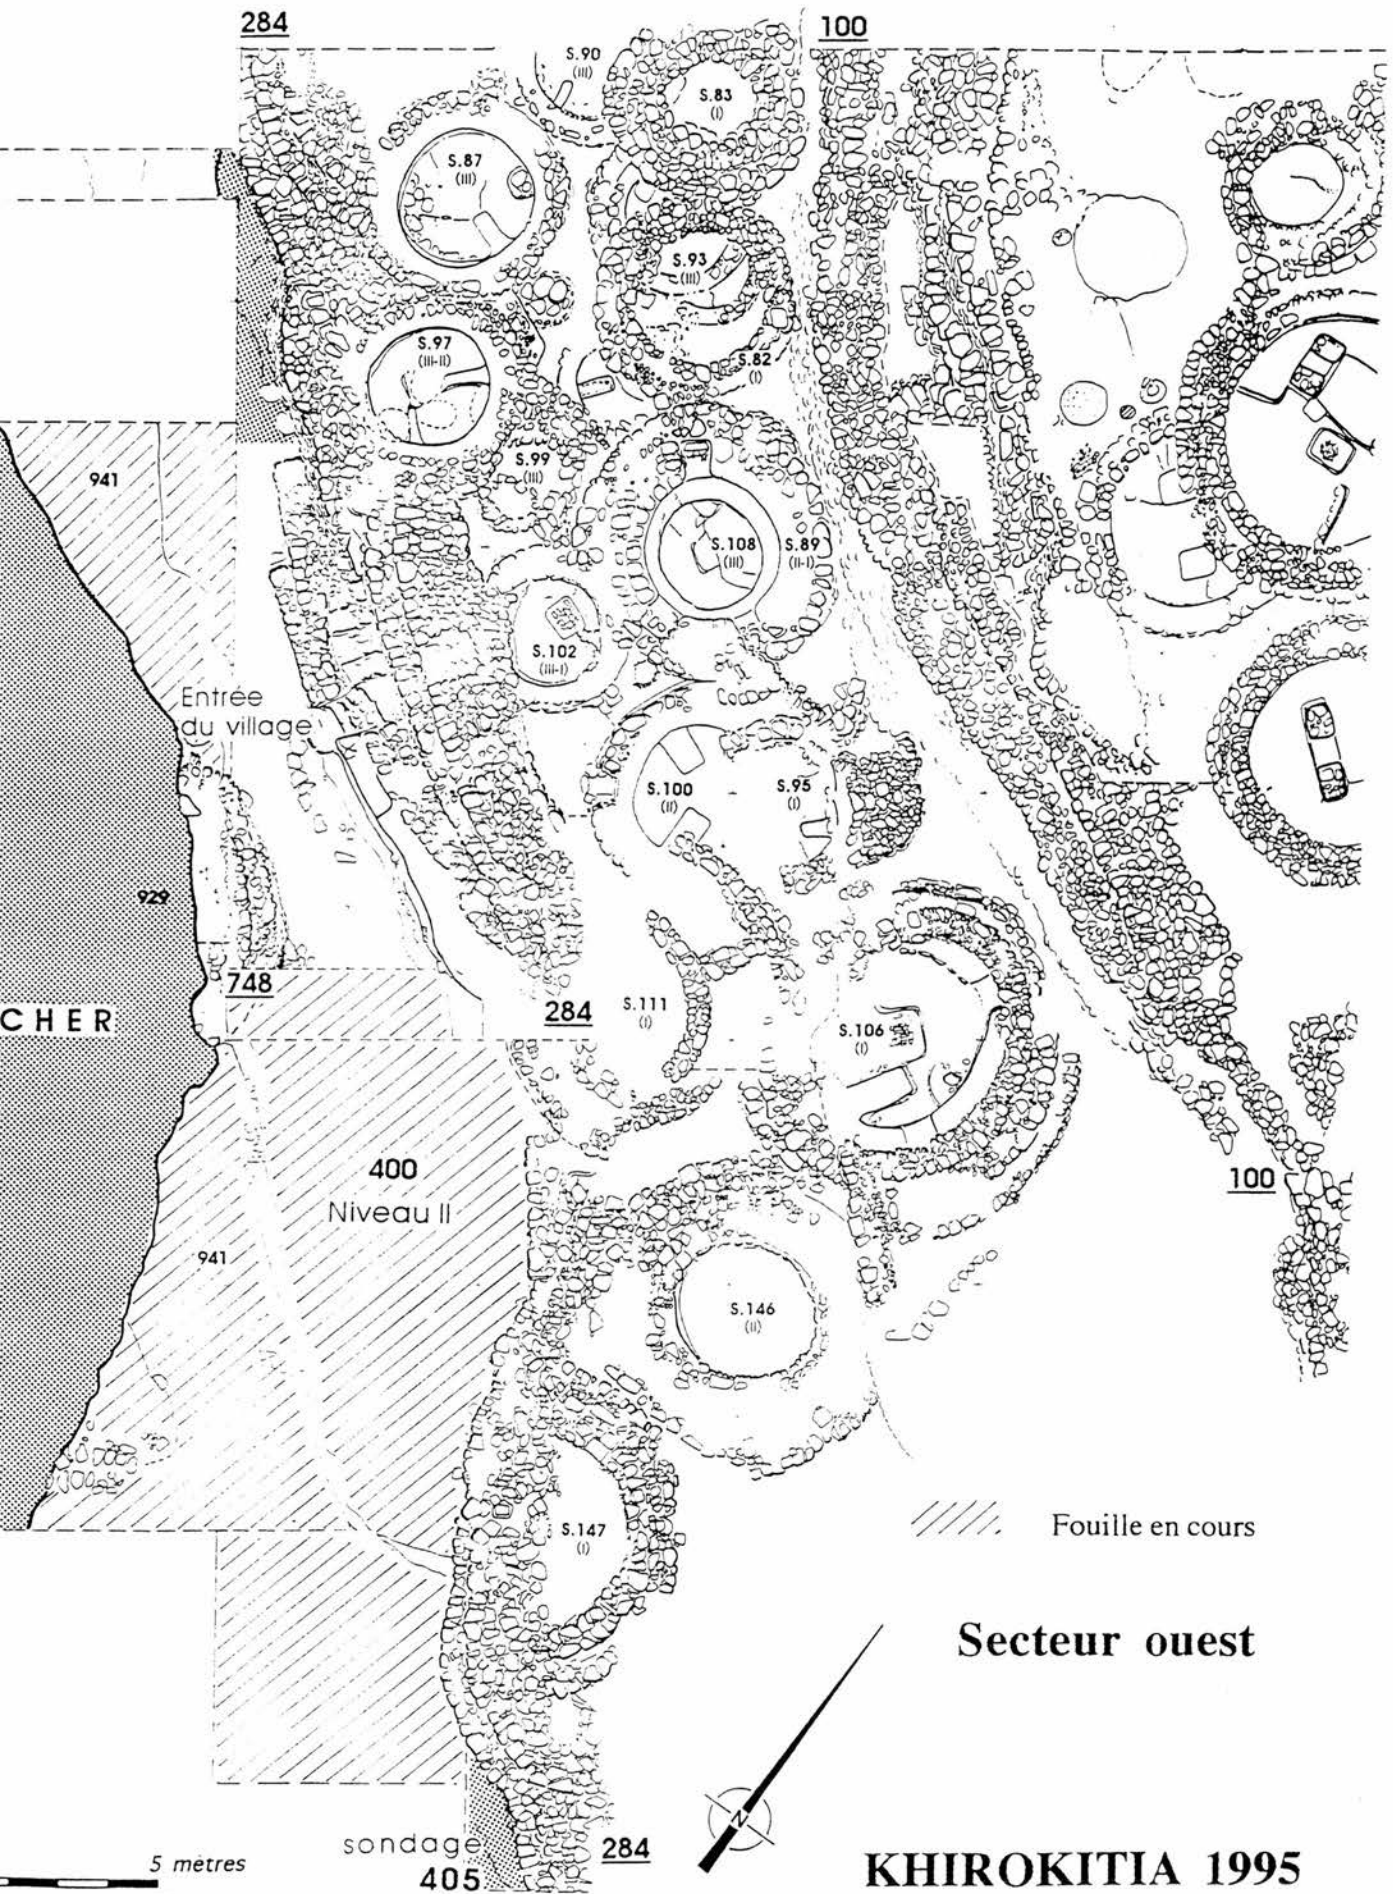 284
100
S.90
(III)
S.83
(I)
S.87
(III)
S.93
(III)
S.97
(III-II)
S.82
(I)
S.99
(III)
941
S.108
(III)
S.89
(II-I)
S.102
(III-I)
Entrée
du village
S.100
(II)
S.95
(I)
929
748
284
S.111
(I)
CHER
S.106
(I)
400
Niveau II
100
941
S.146
(II)
S.147
(I)
Fouille en cours
Secteur ouest
N
5 mètres
sondage
405
284
KHIROKITIA 1995